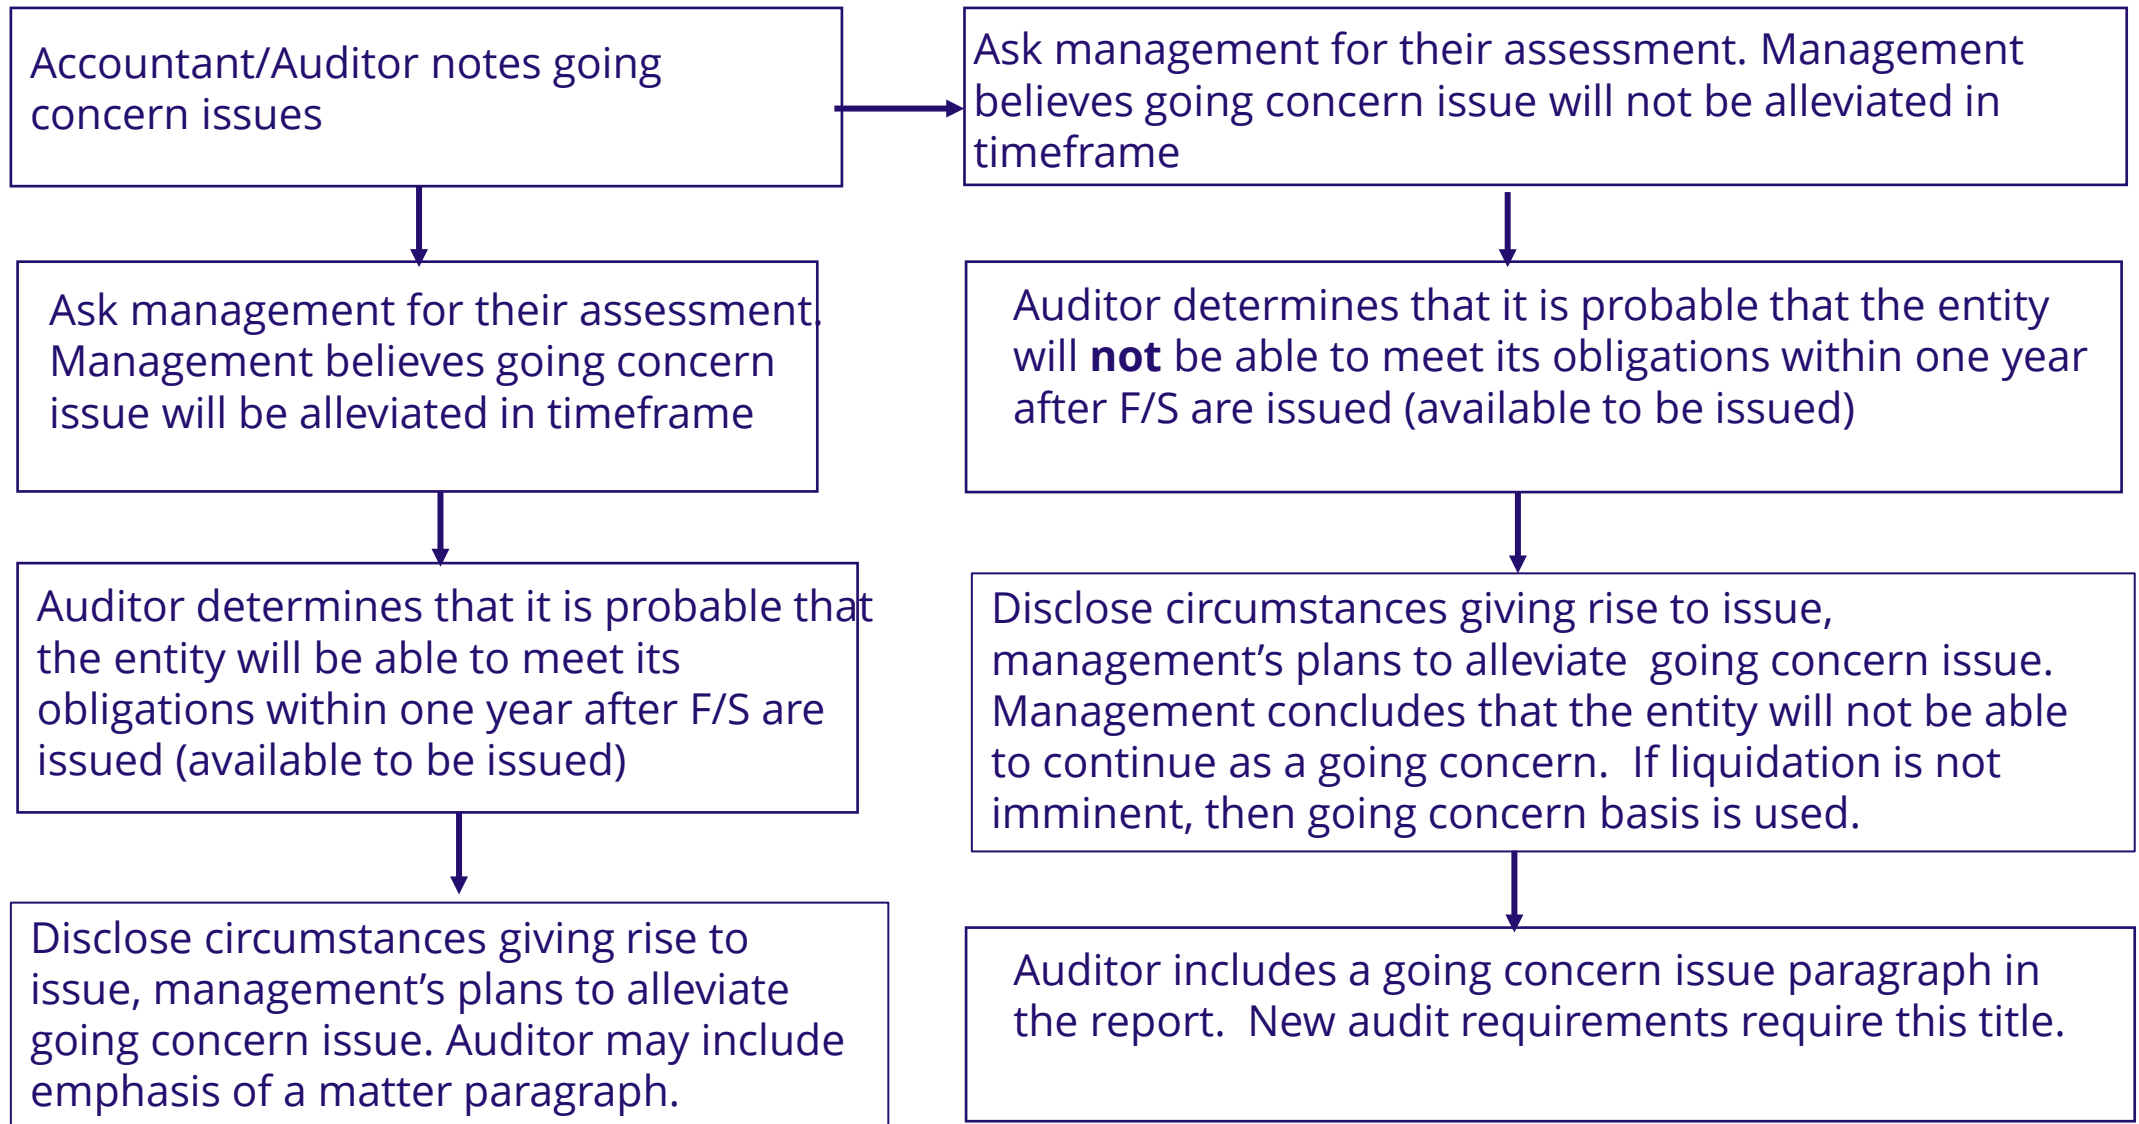 Accountant/Auditor notes going
concern issues
Ask management for their assessment. Management
believes going concern issue will not be alleviated in
timeframe
Ask management for their assessment.
Management believes going concern
issue will be alleviated in timeframe
Auditor determines that it is probable that the entity
will not be able to meet its obligations within one year
after F/S are issued (available to be issued)
Auditor determines that it is probable that
the entity will be able to meet its
obligations within one year after F/S are
issued (available to be issued)
Disclose circumstances giving rise to issue,
management’s plans to alleviate  going concern issue.
Management concludes that the entity will not be able
to continue as a going concern.  If liquidation is not
imminent, then going concern basis is used.
Disclose circumstances giving rise to
issue, management’s plans to alleviate
going concern issue. Auditor may include
emphasis of a matter paragraph.
Auditor includes a going concern issue paragraph in
the report.  New audit requirements require this title.